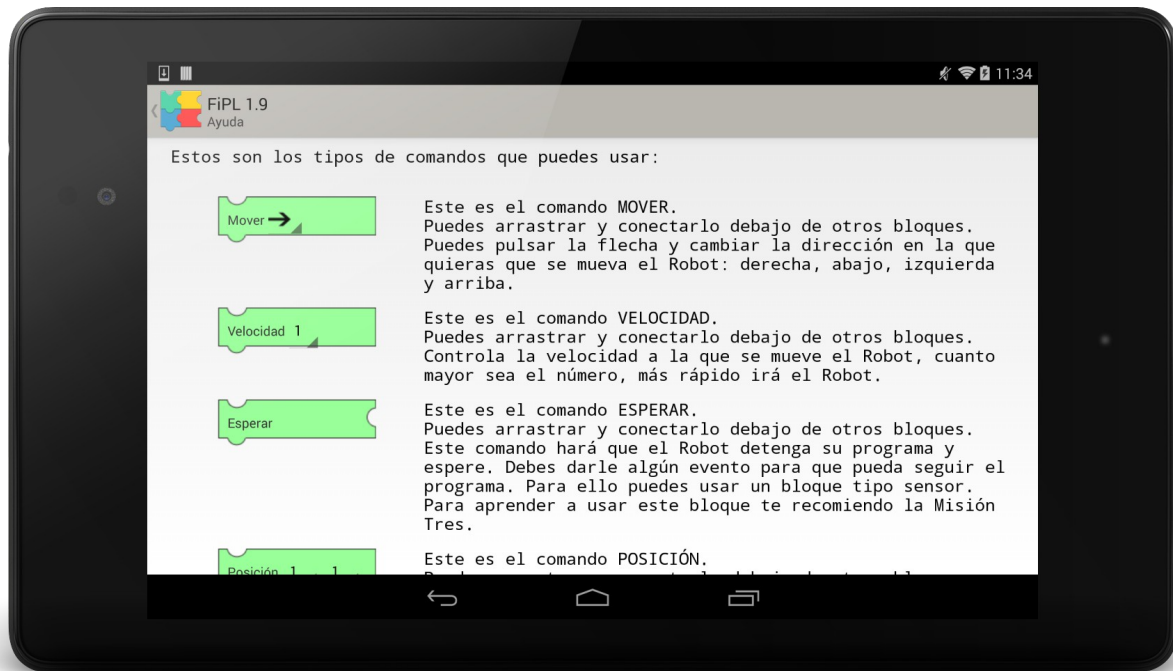 11:34
FiPL 1.9
Ayuda
Estos son los tipos de comandos que puedes usar:
Mover
Este es el comando MOVER.
Puedes arrastrar y conectarlo debajo de otros bloques.
Puedes pulsar la flecha y cambiar la dirección en la que
quieras que se mueva el Robot: derecha, abajo, izquierda
y arriba.
Velocidad 1
Este es el comando VELOCIDAD.
Puedes arrastrar y conectarlo debajo de otros bloques.
Controla la velocidad a la que se mueve el Robot, cuanto
mayor sea el número, más rápido irá el Robot.
Esperar
Este es el comando ESPERAR.
Puedes arrastrar y conectarlo debajo de otros bloques.
Este comando hará que el Robot detenga su programa y
espere. Debes darle algún evento para que pueda seguir el
programa. Para ello puedes usar un bloque tipo sensor.
Para aprender a usar este bloque te recomiendo la Misión
Tres.
Posición 1 1
Este es el comando POSICIÓN.